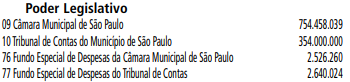 Poder Legislativo
09 Câmara Municipal de São Paulo 754.458.039
10 Tribunal de Contas do Município de São Paulo 354.000.000
76 Fundo Especial de Despesas da Câmara Municipal de São Paulo 2.526.260
77 Fundo Especial de Despesas do Tribunal de Contas 2.640.024